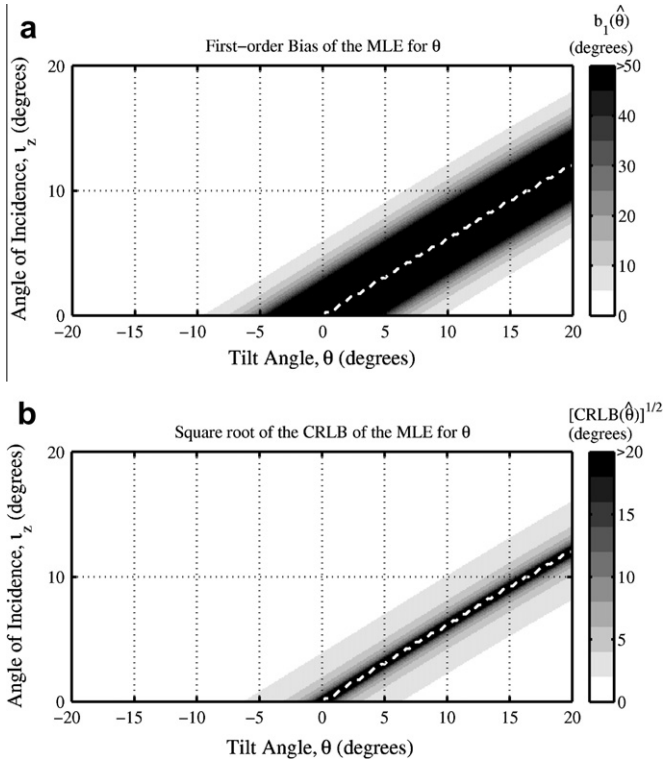 a
First−order Bias of the MLE for θ
b₁(θ̂)
(degrees)
20
10
0
−20 −15 −10 −5 0 5 10 15 20
Angle of Incidence, ι_z (degrees)
Tilt Angle, θ (degrees)
>50
40
30
20
10
0
b
Square root of the CRLB of the MLE for θ
[CRLB(θ̂)]^1/2
(degrees)
20
10
0
−20 −15 −10 −5 0 5 10 15 20
Angle of Incidence, ι_z (degrees)
Tilt Angle, θ (degrees)
>20
15
10
5
0